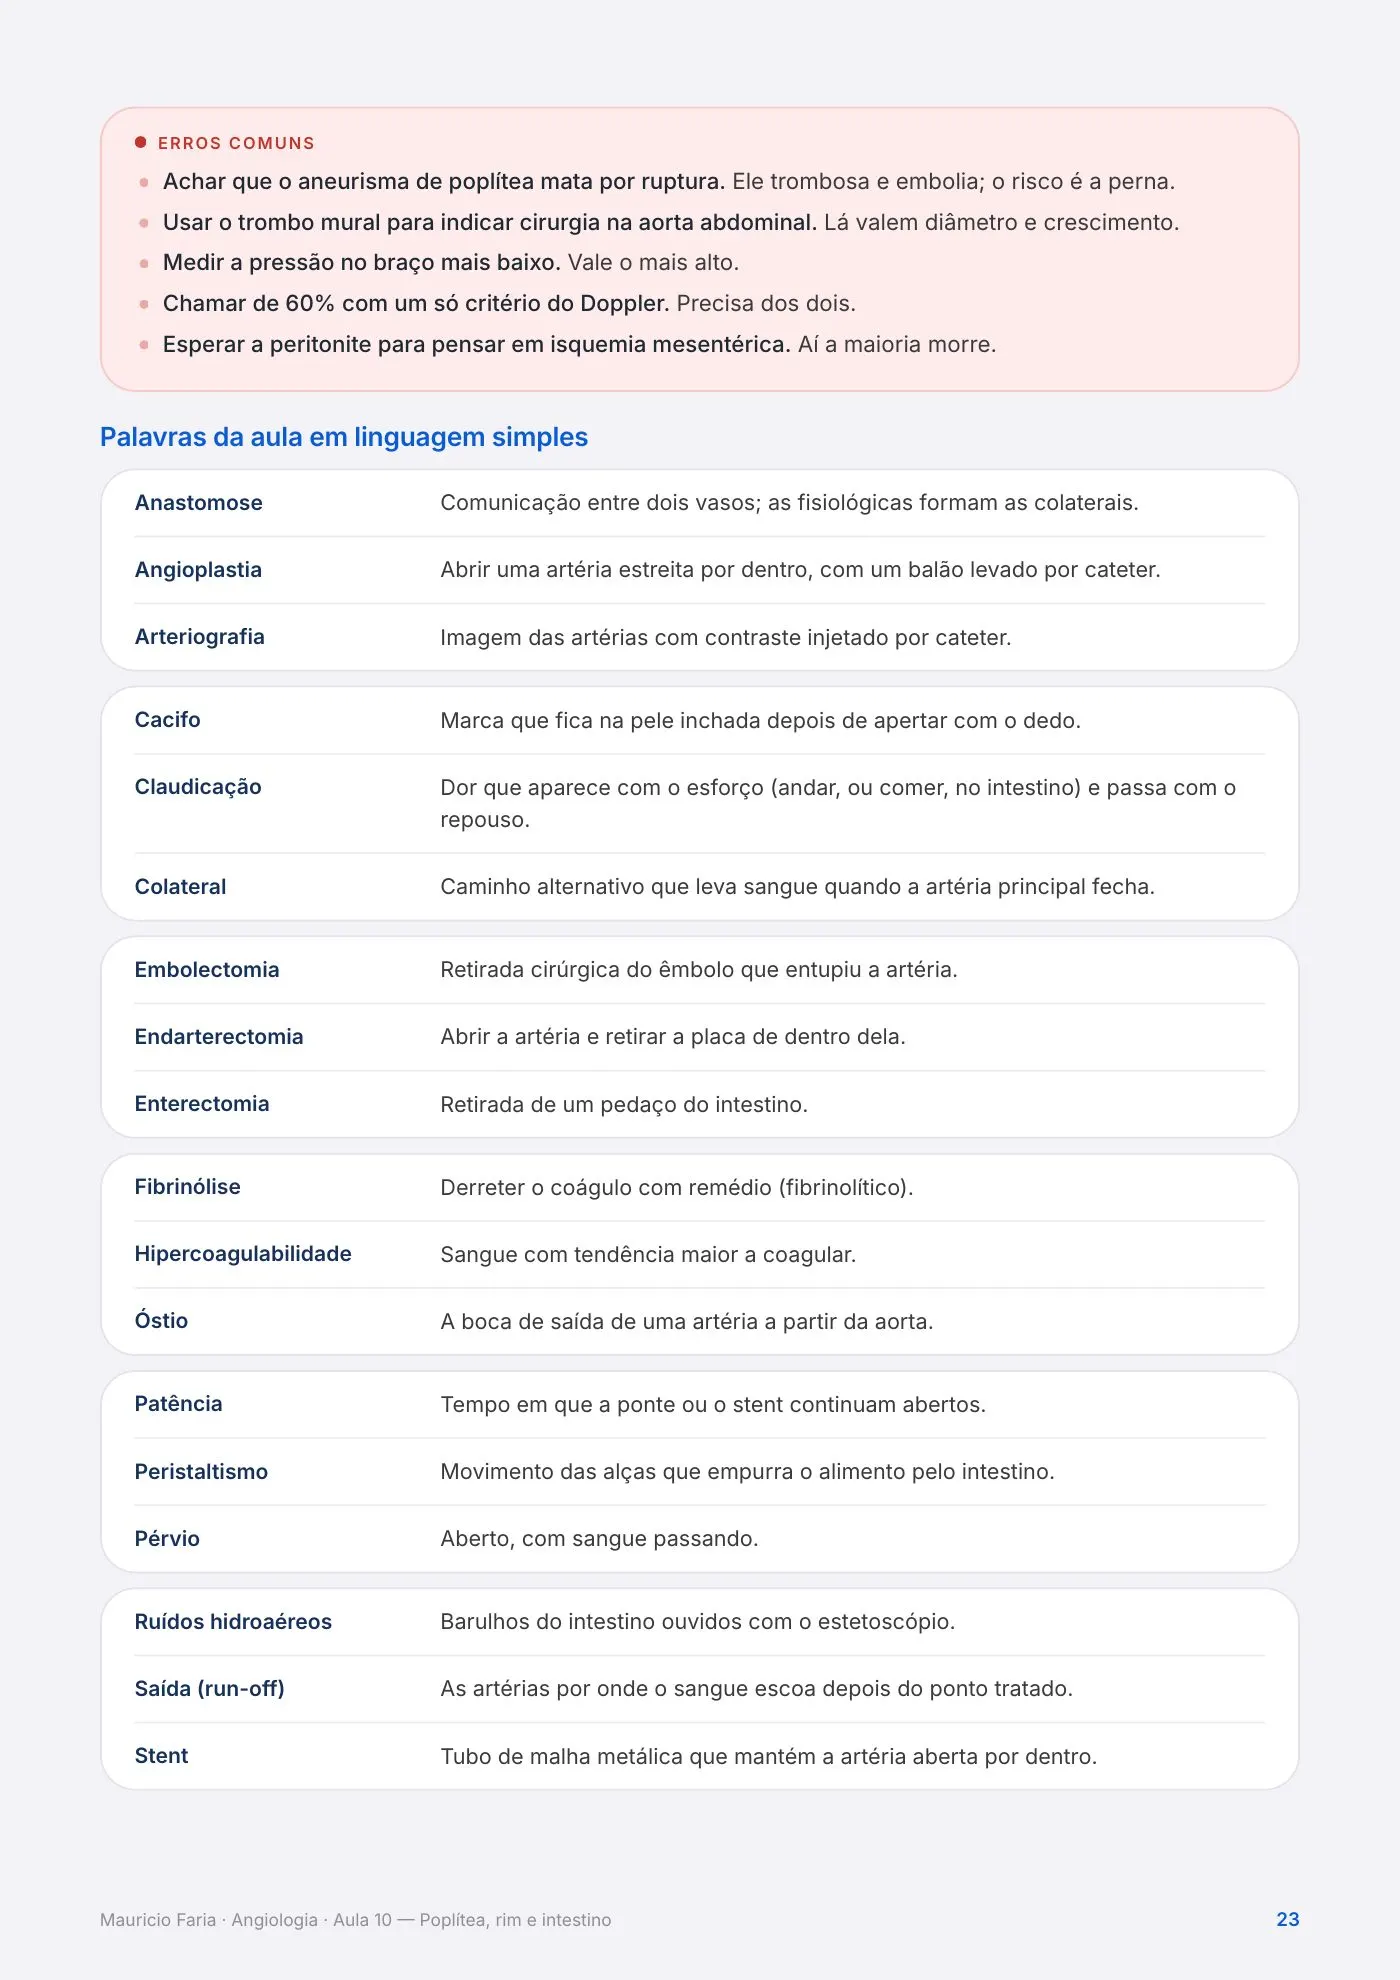 ERROS COMUNS
Achar que o aneurisma de poplítea mata por ruptura. Ele trombosa e embolia; o risco é a perna.
Usar o trombo mural para indicar cirurgia na aorta abdominal. Lá valem diâmetro e crescimento.
Medir a pressão no braço mais baixo. Vale o mais alto.
Chamar de 60% com um só critério do Doppler. Precisa dos dois.
Esperar a peritonite para pensar em isquemia mesentérica. Aí a maioria morre.
Palavras da aula em linguagem simples
Anastomose Comunicação entre dois vasos; as fisiológicas formam as colaterais.
Angioplastia Abrir uma artéria estreita por dentro, com um balão levado por cateter.
Arteriografia Imagem das artérias com contraste injetado por cateter.
Cacifo Marca que fica na pele inchada depois de apertar com o dedo.
Claudicação Dor que aparece com o esforço (andar, ou comer, no intestino) e passa com o
repouso.
Colateral Caminho alternativo que leva sangue quando a artéria principal fecha.
Embolectomia Retirada cirúrgica do êmbolo que entupiu a artéria.
Endarterectomia Abrir a artéria e retirar a placa de dentro dela.
Enterectomia Retirada de um pedaço do intestino.
Fibrinólise Derreter o coágulo com remédio (fibrinolítico).
Hipercoagulabilidade Sangue com tendência maior a coagular.
Óstio A boca de saída de uma artéria a partir da aorta.
Patência Tempo em que a ponte ou o stent continuam abertos.
Peristaltismo Movimento das alças que empurra o alimento pelo intestino.
Pérvio Aberto, com sangue passando.
Ruídos hidroaéreos Barulhos do intestino ouvidos com o estetoscópio.
Saída (run-off) As artérias por onde o sangue escoa depois do ponto tratado.
Stent Tubo de malha metálica que mantém a artéria aberta por dentro.
Mauricio Faria · Angiologia · Aula 10 — Poplítea, rim e intestino 23